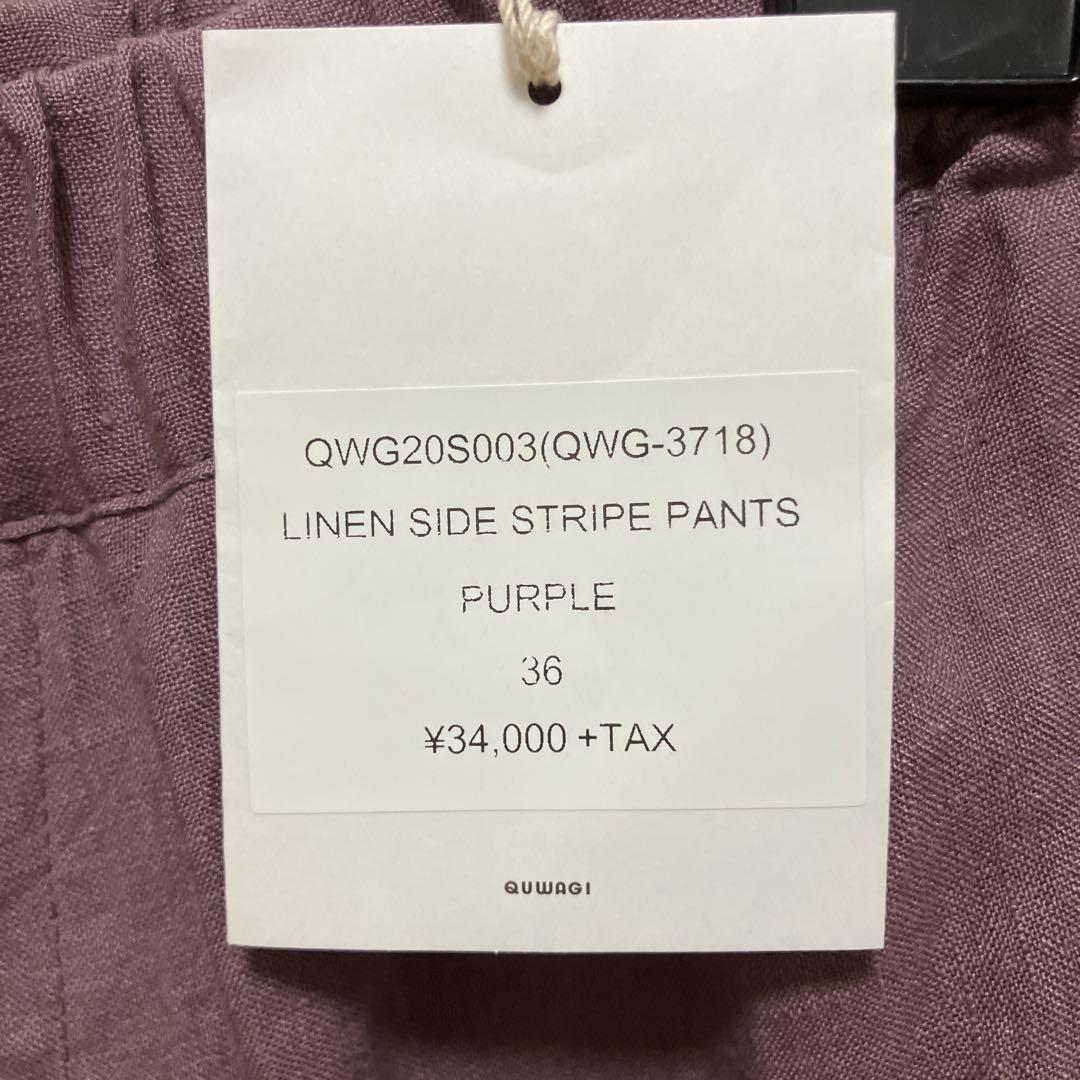 QWG20S003(QWG-3718)
LINEN SIDE STRIPE PANTS
PURPLE
36
¥34,000 +TAX
QUWAGI